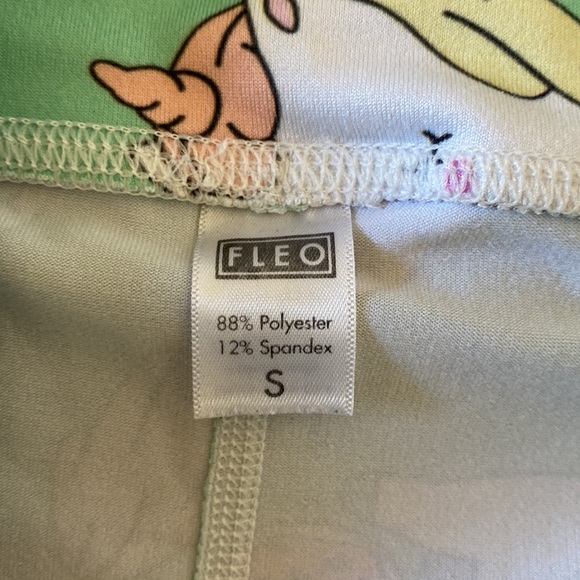 FLEO
88% Polyester
12% Spandex
S